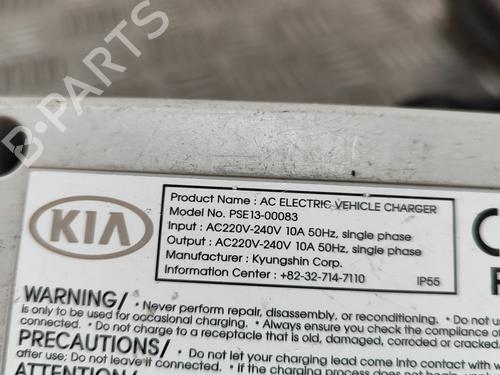 KIA
Product Name : AC ELECTRIC VEHICLE CHARGER
Model No. PSE13-00083
Input : AC220V-240V 10A 50Hz, single phase
Output : AC220V-240V 10A 50Hz, single phase
Manufacturer : Kyungshin Corp.
Information Center : +82-32-714-7110
IP55
WARNING/ • Never perform repair, disassembly, or reconditioning. • Do not us
is only to be used for occasional charging. • Always ensure the compliance of
connected. • Do not charge to a receptacle that is old, damaged, corroded or cracked.
PRECAUTIONS/ • Do not let your charging lead come into contact with
after use; Do not leave it connected. • If the charging process does not begin,
ATTENTION/
B-PARTS